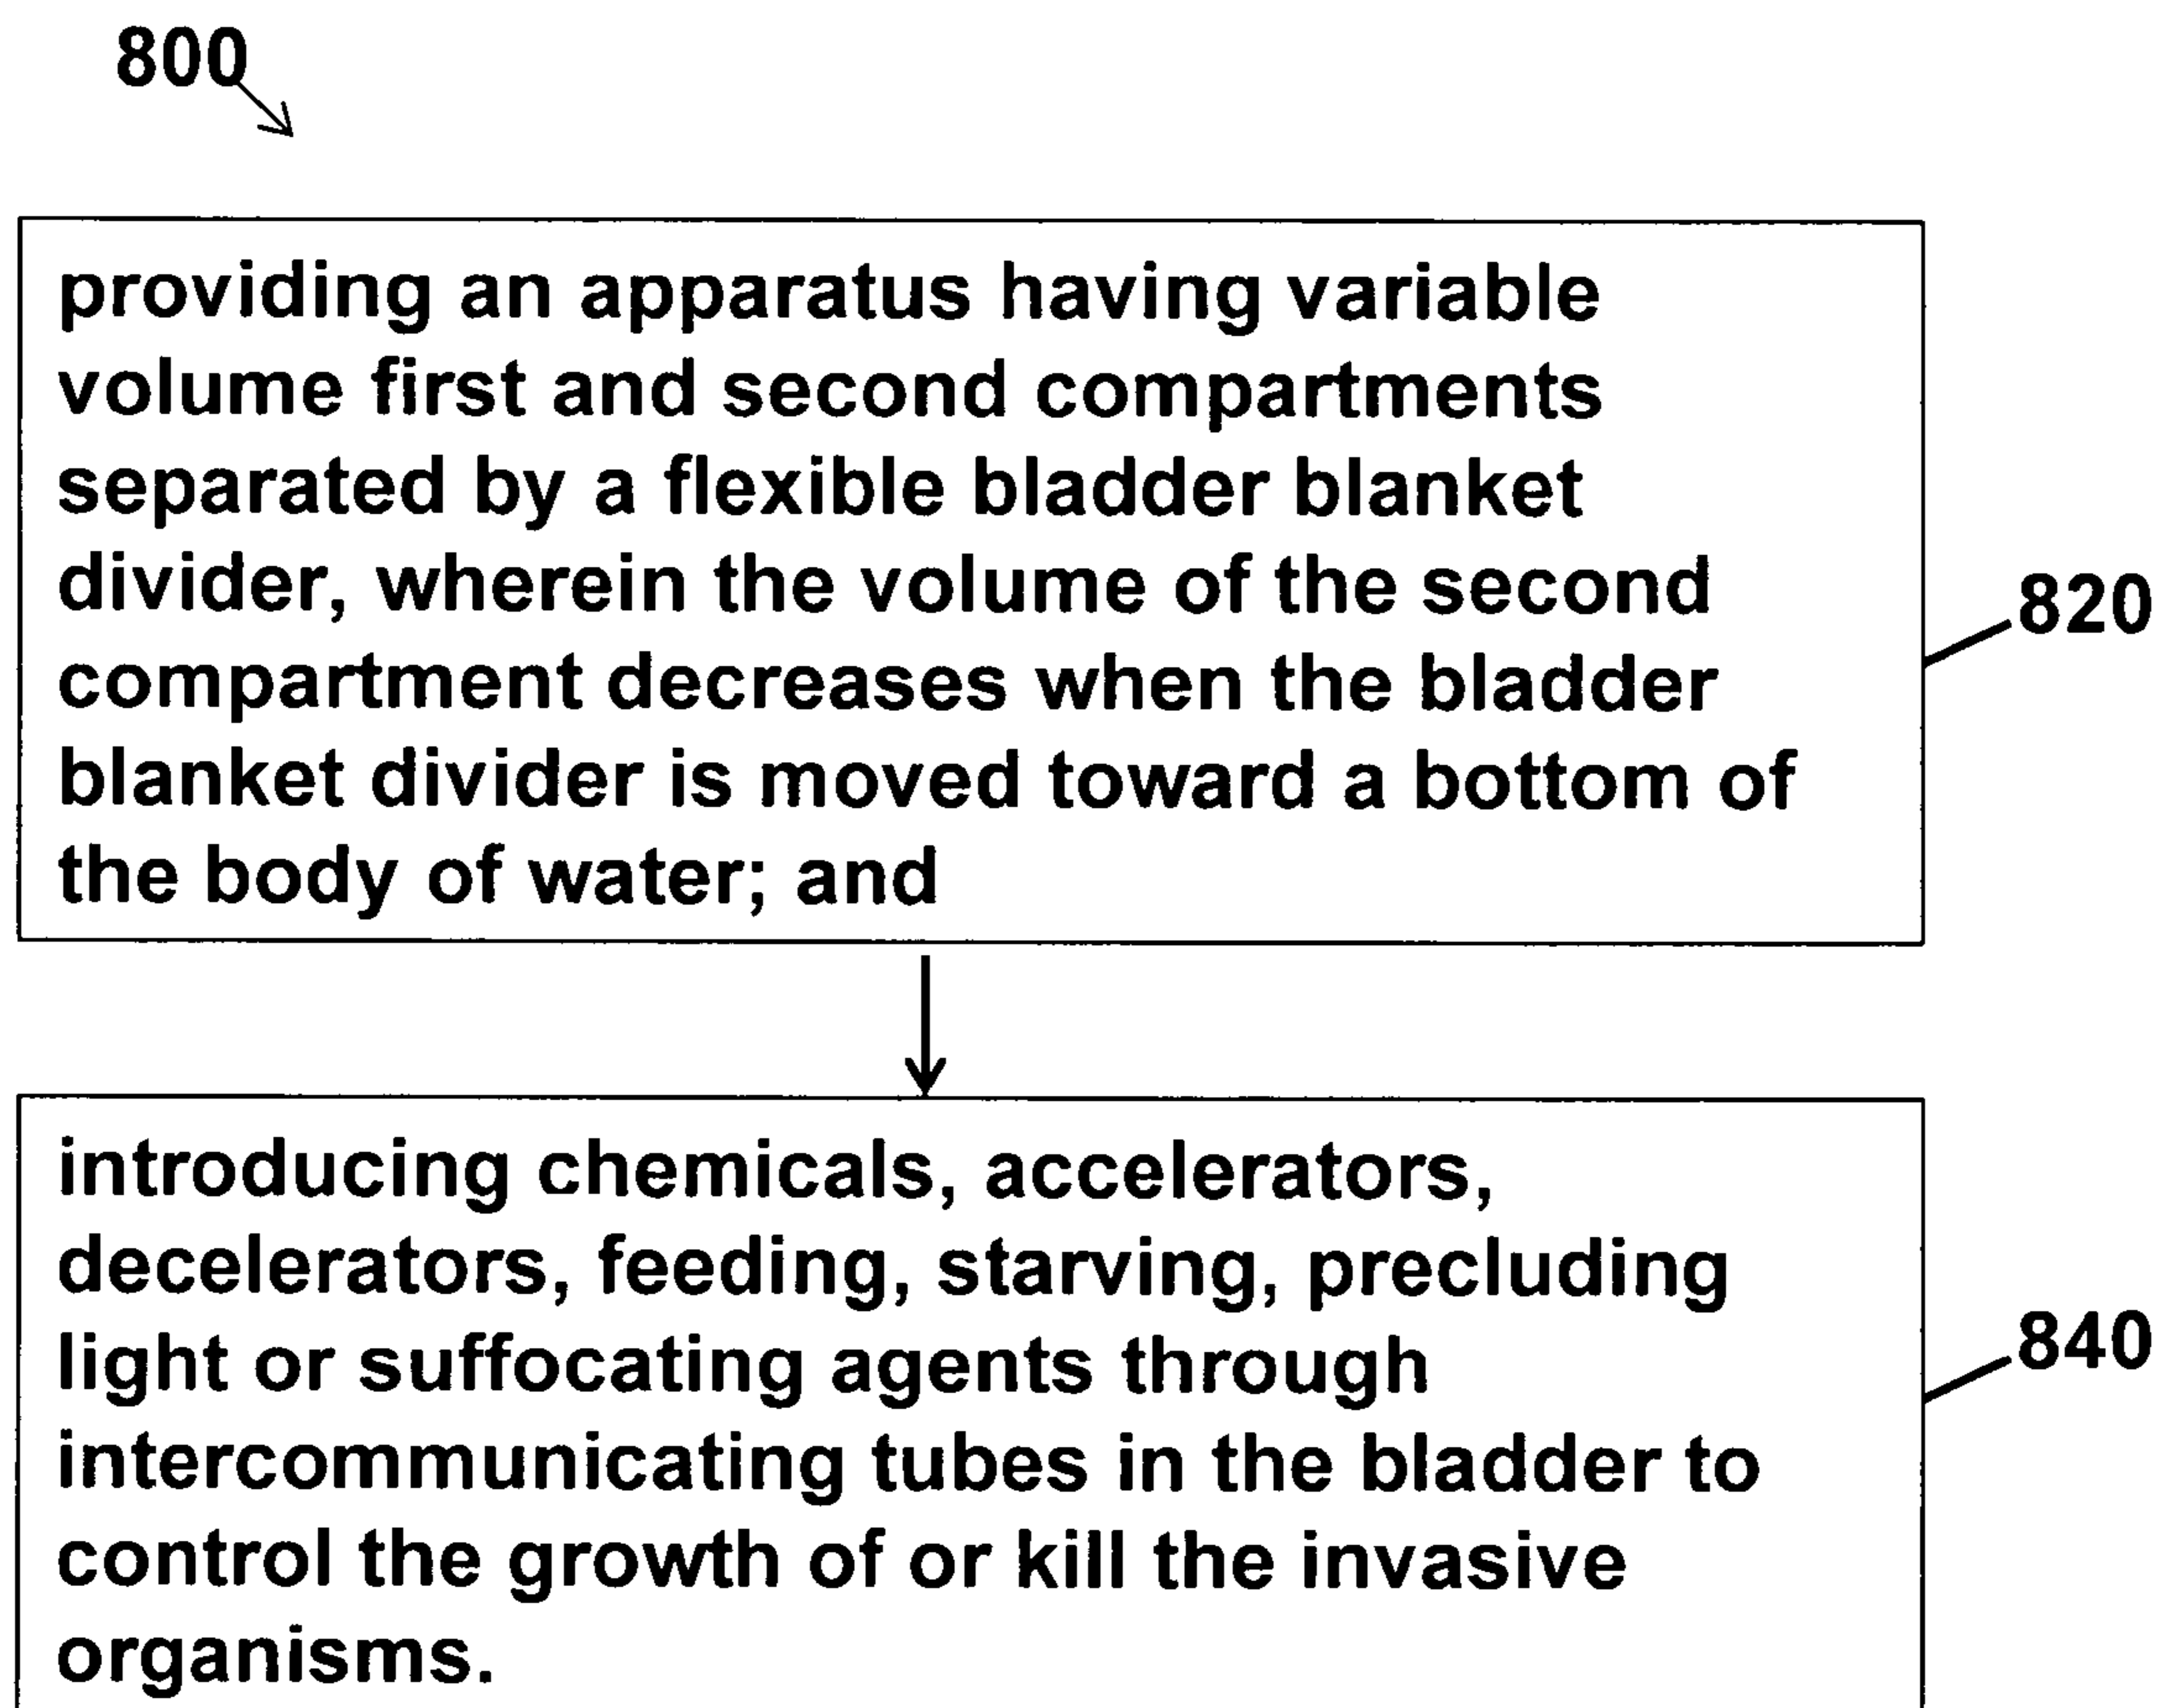 800
providing an apparatus having variable
volume first and second compartments
separated by a flexible bladder blanket
divider, wherein the volume of the second
compartment decreases when the bladder
blanket divider is moved toward a bottom of
the body of water; and
820
introducing chemicals, accelerators,
decelerators, feeding, starving, precluding
light or suffocating agents through
intercommunicating tubes in the bladder to
control the growth of or kill the invasive
organisms.
840